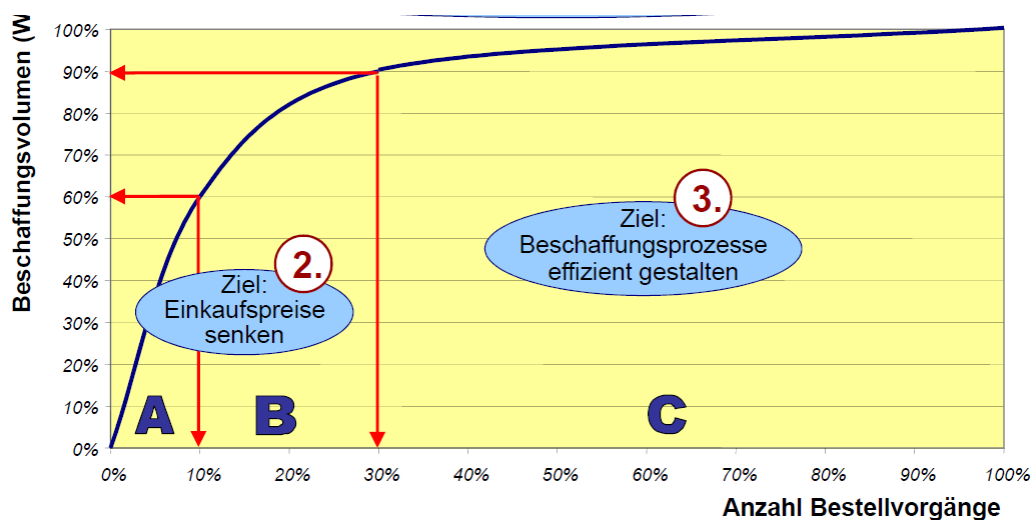 Beschaffungsvolumen (W
100%
90%
80%
70%
60%
50%
40%
30%
20%
10%
0%
2.
Ziel:
Einkaufspreise
senken
3.
Ziel:
Beschaffungsprozesse
effizient gestalten
A B C
0% 10% 20% 30% 40% 50% 60% 70% 80% 90% 100%
Anzahl Bestellvorgänge